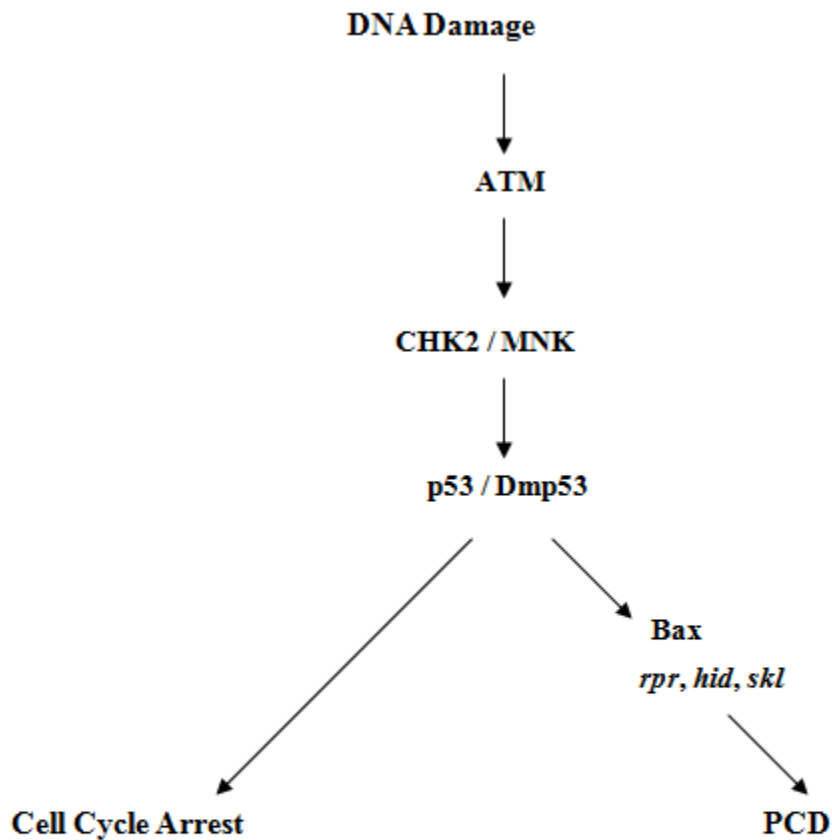 DNA Damage
ATM
CHK2 / MNK
p53 / Dmp53
Bax
rpr, hid, skl
Cell Cycle Arrest
PCD